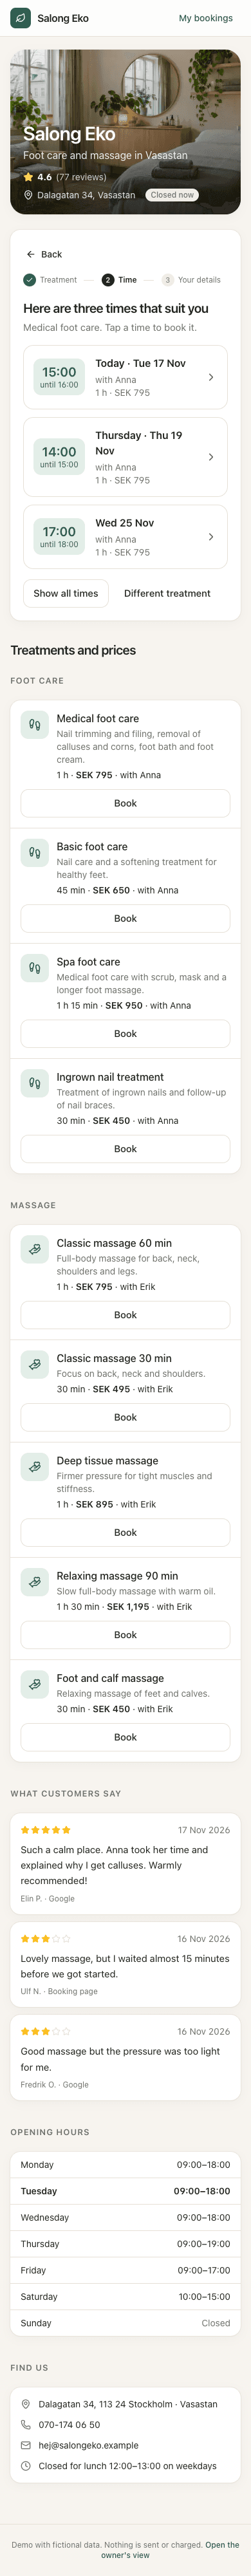 Salong Eko
My bookings
Salong Eko
Foot care and massage in Vasastan
4.6 (77 reviews)
Dalagatan 34, Vasastan Closed now
Back
Treatment 2 Time 3 Your details
Here are three times that suit you
Medical foot care. Tap a time to book it.
15:00
until 16:00
Today · Tue 17 Nov
with Anna
1 h · SEK 795
14:00
until 15:00
Thursday · Thu 19
Nov
with Anna
1 h · SEK 795
17:00
until 18:00
Wed 25 Nov
with Anna
1 h · SEK 795
Show all times
Different treatment
Treatments and prices
FOOT CARE
Medical foot care
Nail trimming and filing, removal of
calluses and corns, foot bath and foot
cream.
1 h · SEK 795 · with Anna
Book
Basic foot care
Nail care and a softening treatment for
healthy feet.
45 min · SEK 650 · with Anna
Book
Spa foot care
Medical foot care with scrub, mask and a
longer foot massage.
1 h 15 min · SEK 950 · with Anna
Book
Ingrown nail treatment
Treatment of ingrown nails and follow-up
of nail braces.
30 min · SEK 450 · with Anna
Book
MASSAGE
Classic massage 60 min
Full-body massage for back, neck,
shoulders and legs.
1 h · SEK 795 · with Erik
Book
Classic massage 30 min
Focus on back, neck and shoulders.
30 min · SEK 495 · with Erik
Book
Deep tissue massage
Firmer pressure for tight muscles and
stiffness.
1 h · SEK 895 · with Erik
Book
Relaxing massage 90 min
Slow full-body massage with warm oil.
1 h 30 min · SEK 1,195 · with Erik
Book
Foot and calf massage
Relaxing massage of feet and calves.
30 min · SEK 450 · with Erik
Book
WHAT CUSTOMERS SAY
17 Nov 2026
Such a calm place. Anna took her time and
explained why I get calluses. Warmly
recommended!
Elin P. · Google
16 Nov 2026
Lovely massage, but I waited almost 15 minutes
before we got started.
Ulf N. · Booking page
16 Nov 2026
Good massage but the pressure was too light
for me.
Fredrik O. · Google
OPENING HOURS
Monday 09:00–18:00
Tuesday 09:00–18:00
Wednesday 09:00–18:00
Thursday 09:00–19:00
Friday 09:00–17:00
Saturday 10:00–15:00
Sunday Closed
FIND US
Dalagatan 34, 113 24 Stockholm · Vasastan
070-174 06 50
hej@salongeko.example
Closed for lunch 12:00–13:00 on weekdays
Demo with fictional data. Nothing is sent or charged. Open the
owner's view